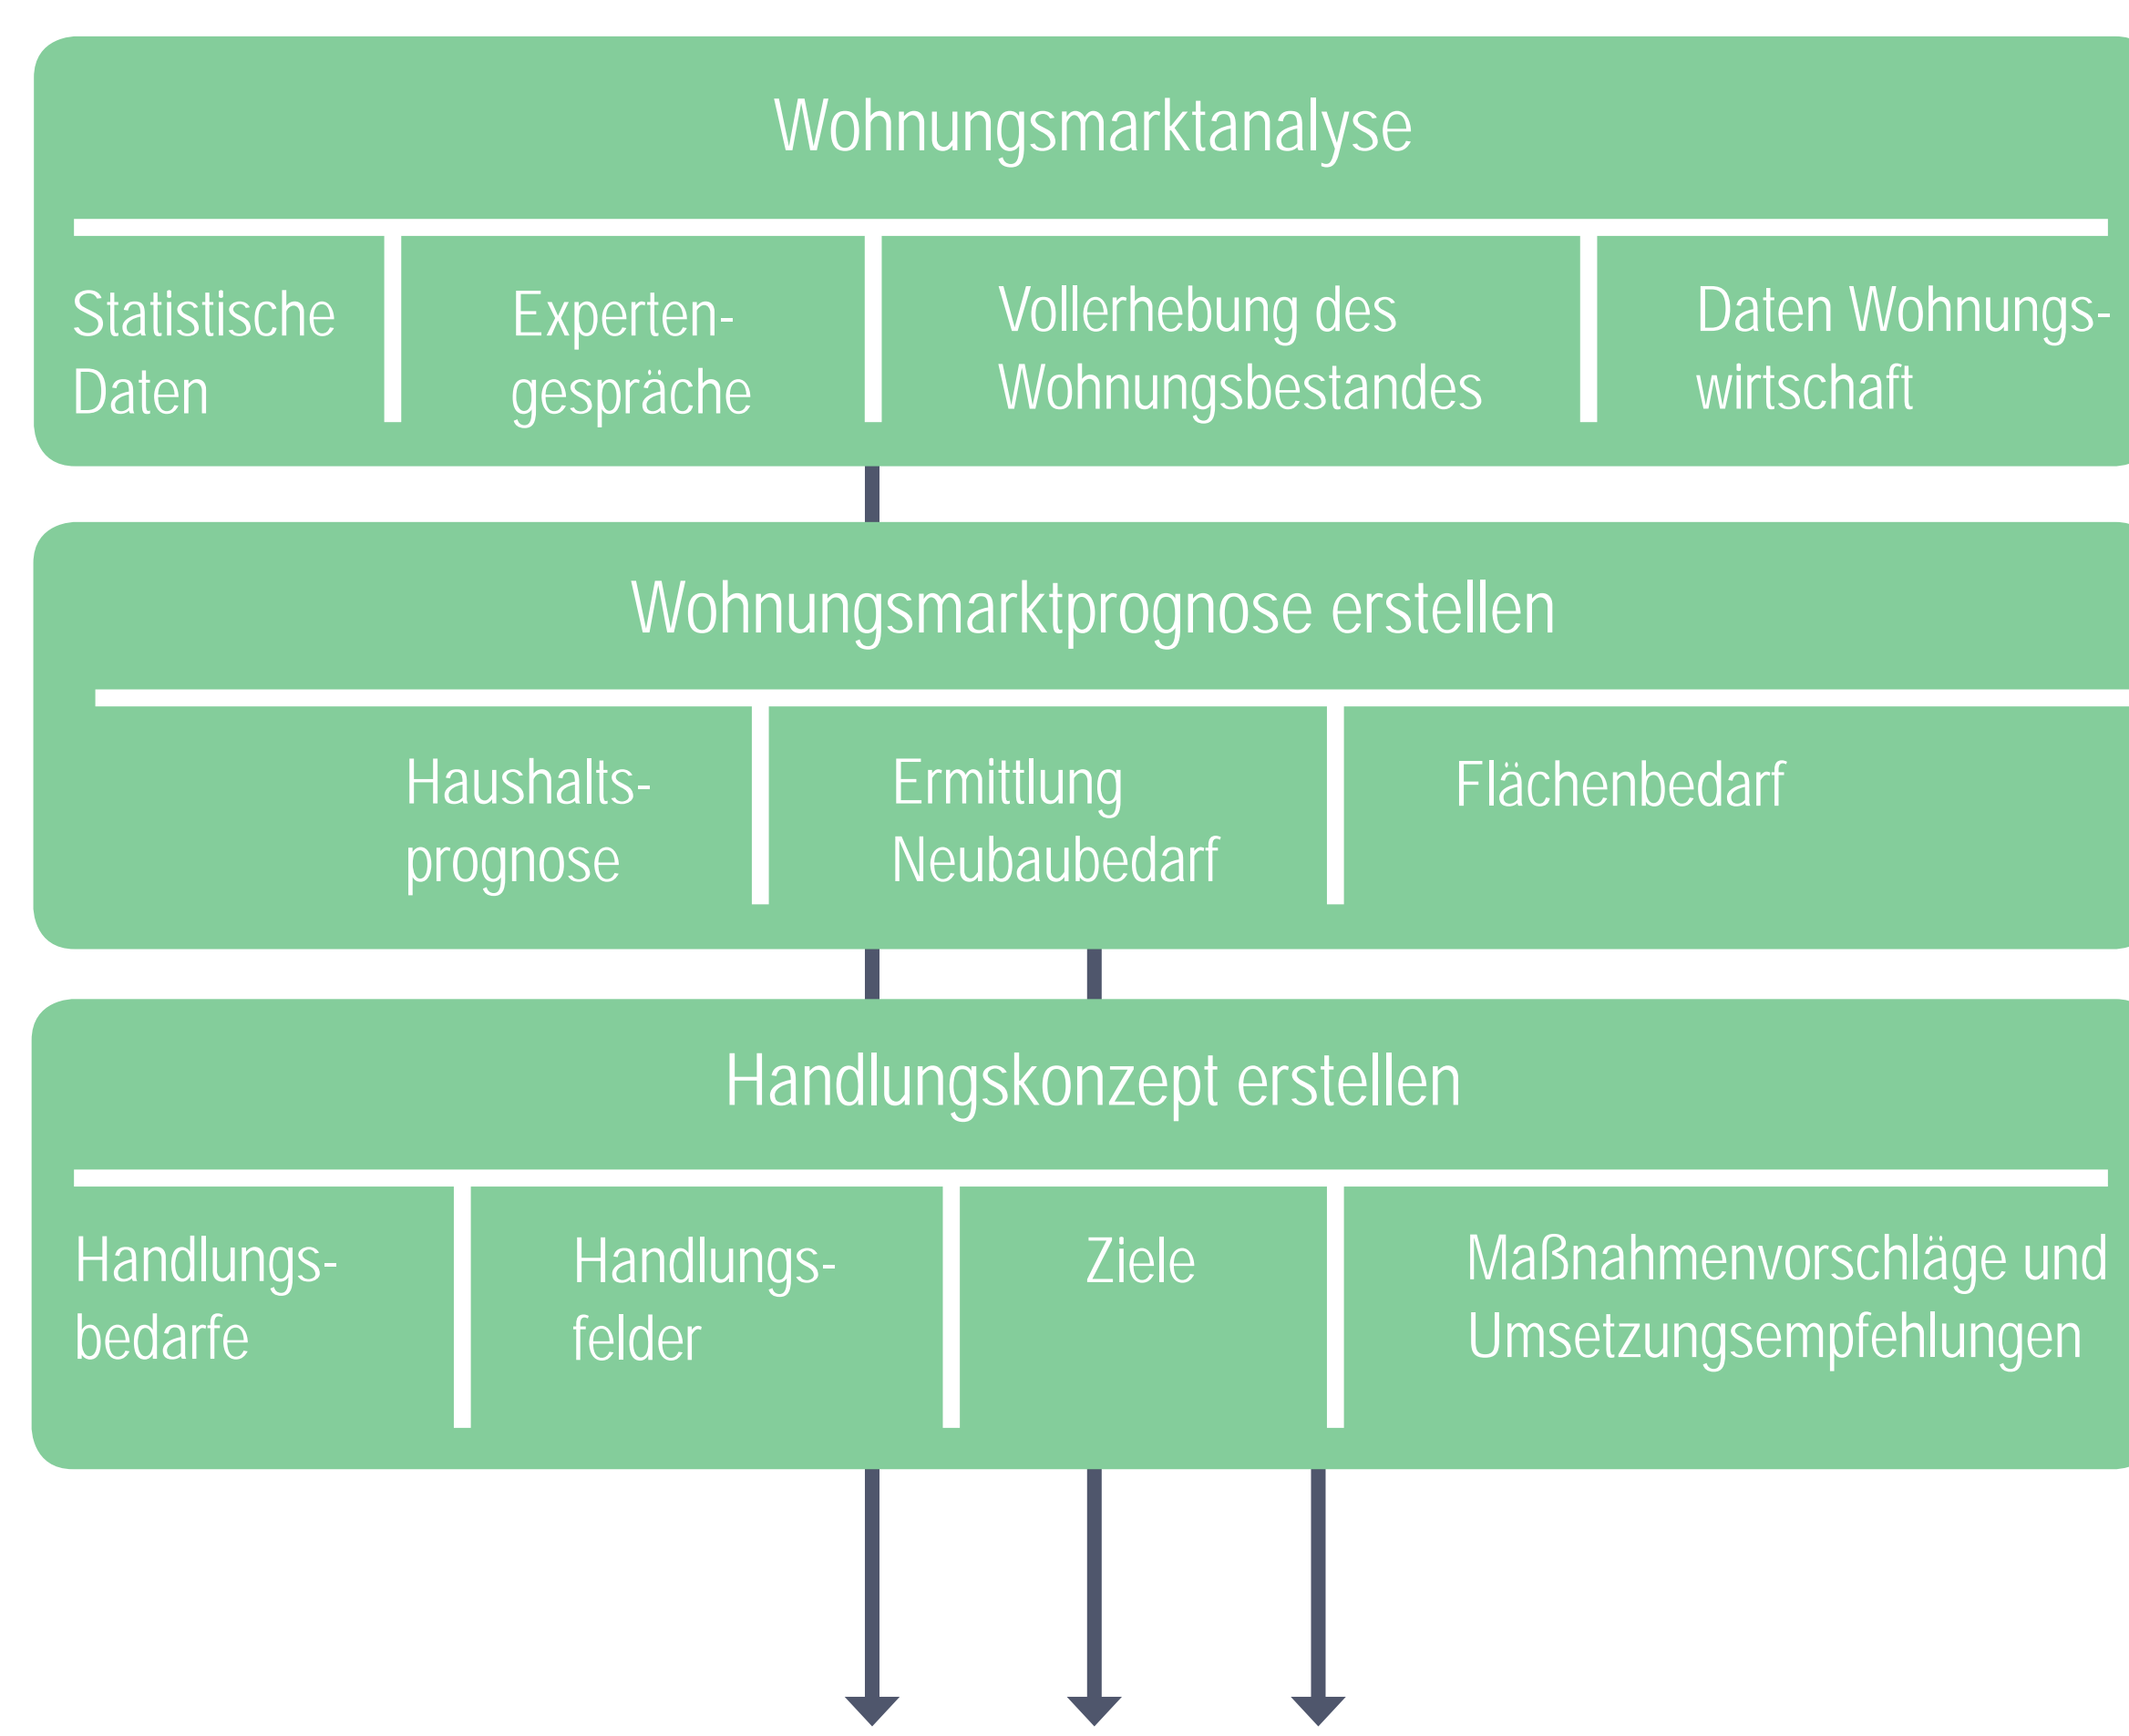 Wohnungsmarktanalyse
Statistische
Daten
Experten-
gespräche
Vollerhebung des
Wohnungsbestandes
Daten Wohnungs-
wirtschaft
Wohnungsmarktprognose erstellen
Haushalts-
prognose
Ermittlung
Neubaubedarf
Flächenbedarf
Handlungskonzept erstellen
Handlungs-
bedarfe
Handlungs-
felder
Ziele
Maßnahmenvorschläge und
Umsetzungsempfehlungen